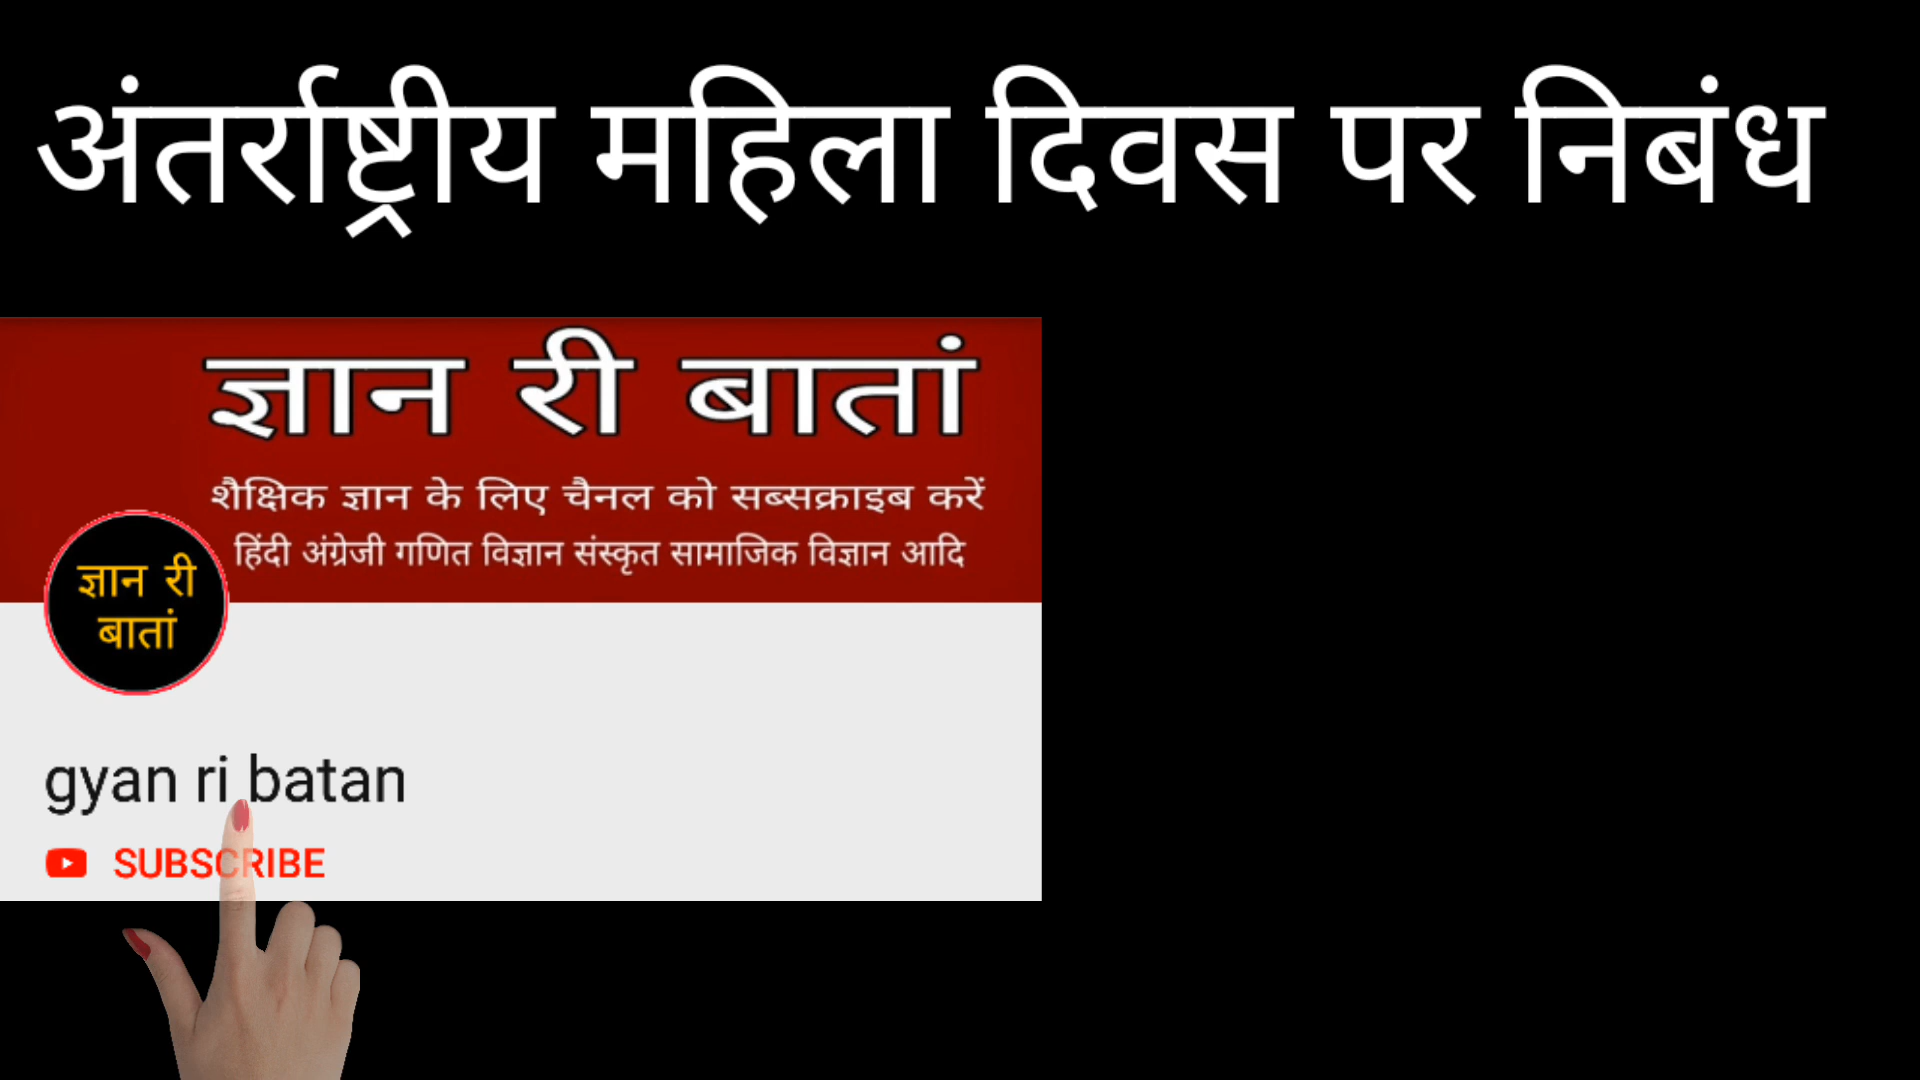 अंतर्राष्ट्रीय महिला दिवस पर निबंध
ज्ञान री बातां
शैक्षिक ज्ञान के लिए चैनल को सब्सक्राइब करें
हिंदी अंग्रेजी गणित विज्ञान संस्कृत सामाजिक विज्ञान आदि
ज्ञान री
बातां
gyan ri batan
SUBSCRIBE